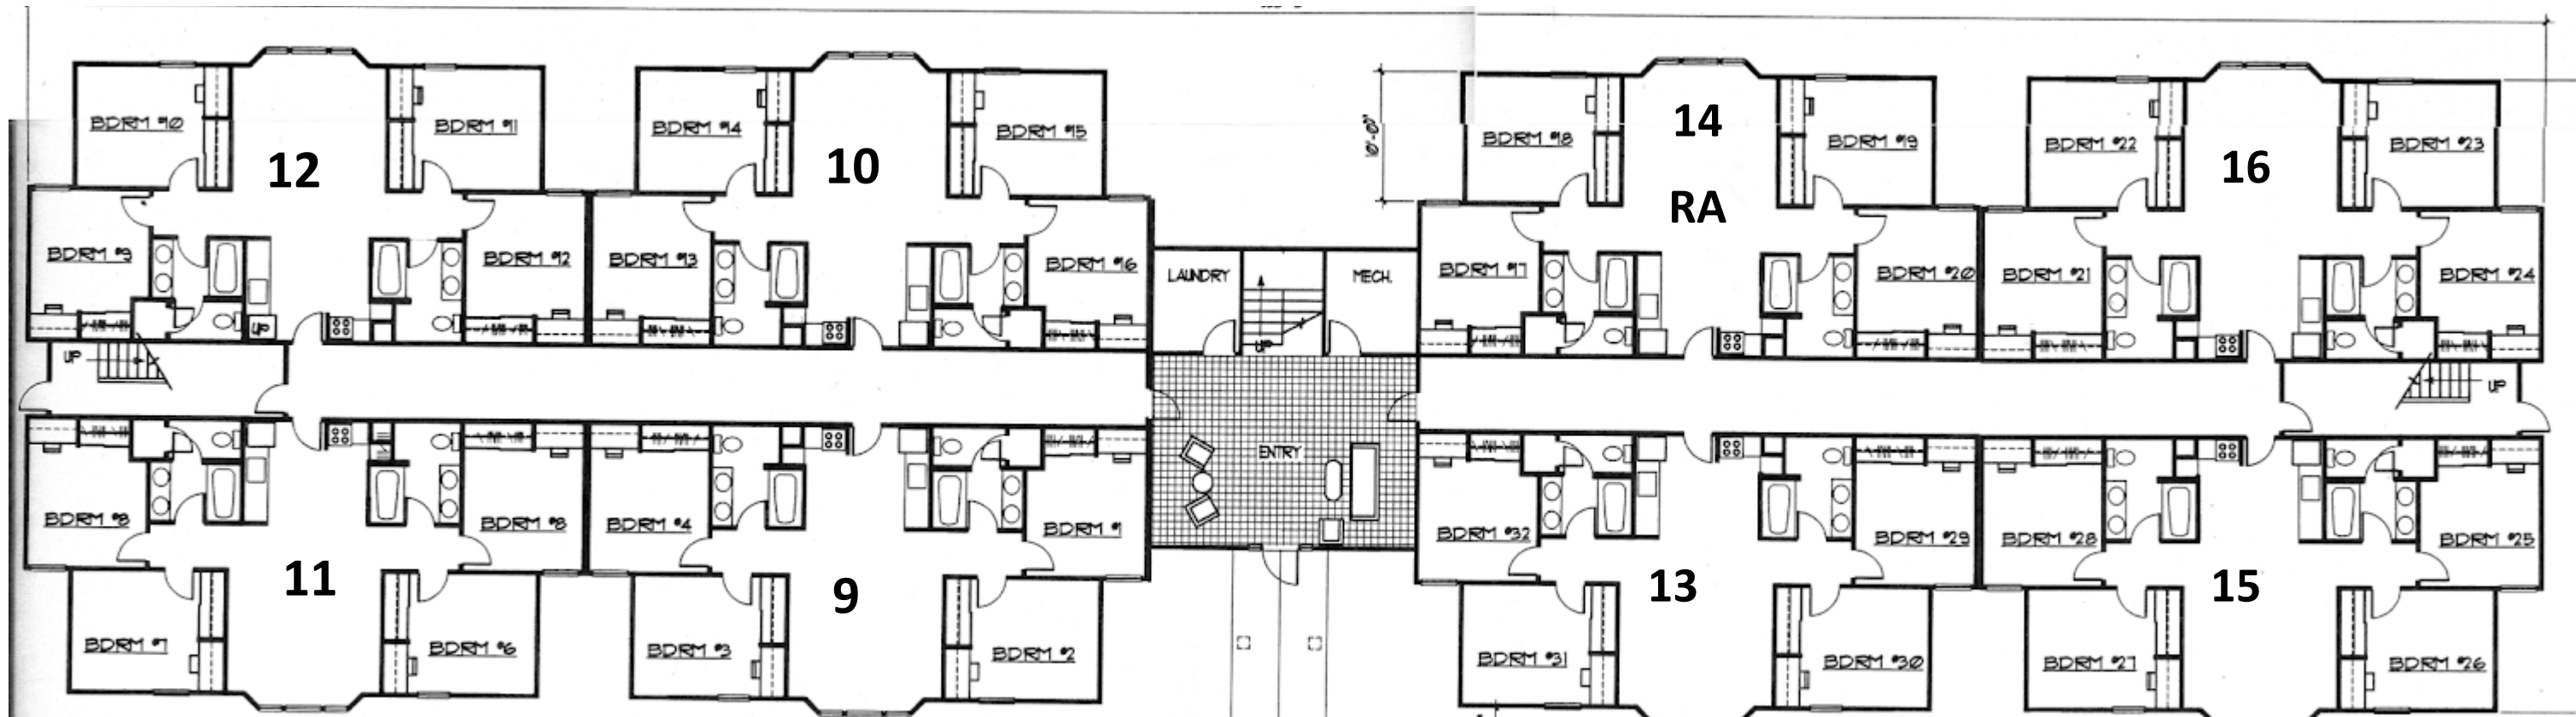 BDRM #10
BDRM #11
BDRM #14
BDRM #15
BDRM #18
14
BDRM #19
BDRM #22
BDRM #23
12
10
16
10'-0"
RA
BDRM #9
BDRM #12
BDRM #13
BDRM #16
LAUNDRY
MECH.
BDRM #17
BDRM #20
BDRM #21
BDRM #24
UP
UP
UP
UP
ENTRY
BDRM #8
BDRM #8
BDRM #4
BDRM #1
BDRM #32
BDRM #29
BDRM #28
BDRM #25
11
9
13
15
BDRM #7
BDRM #6
BDRM #3
BDRM #2
BDRM #31
BDRM #30
BDRM #27
BDRM #26